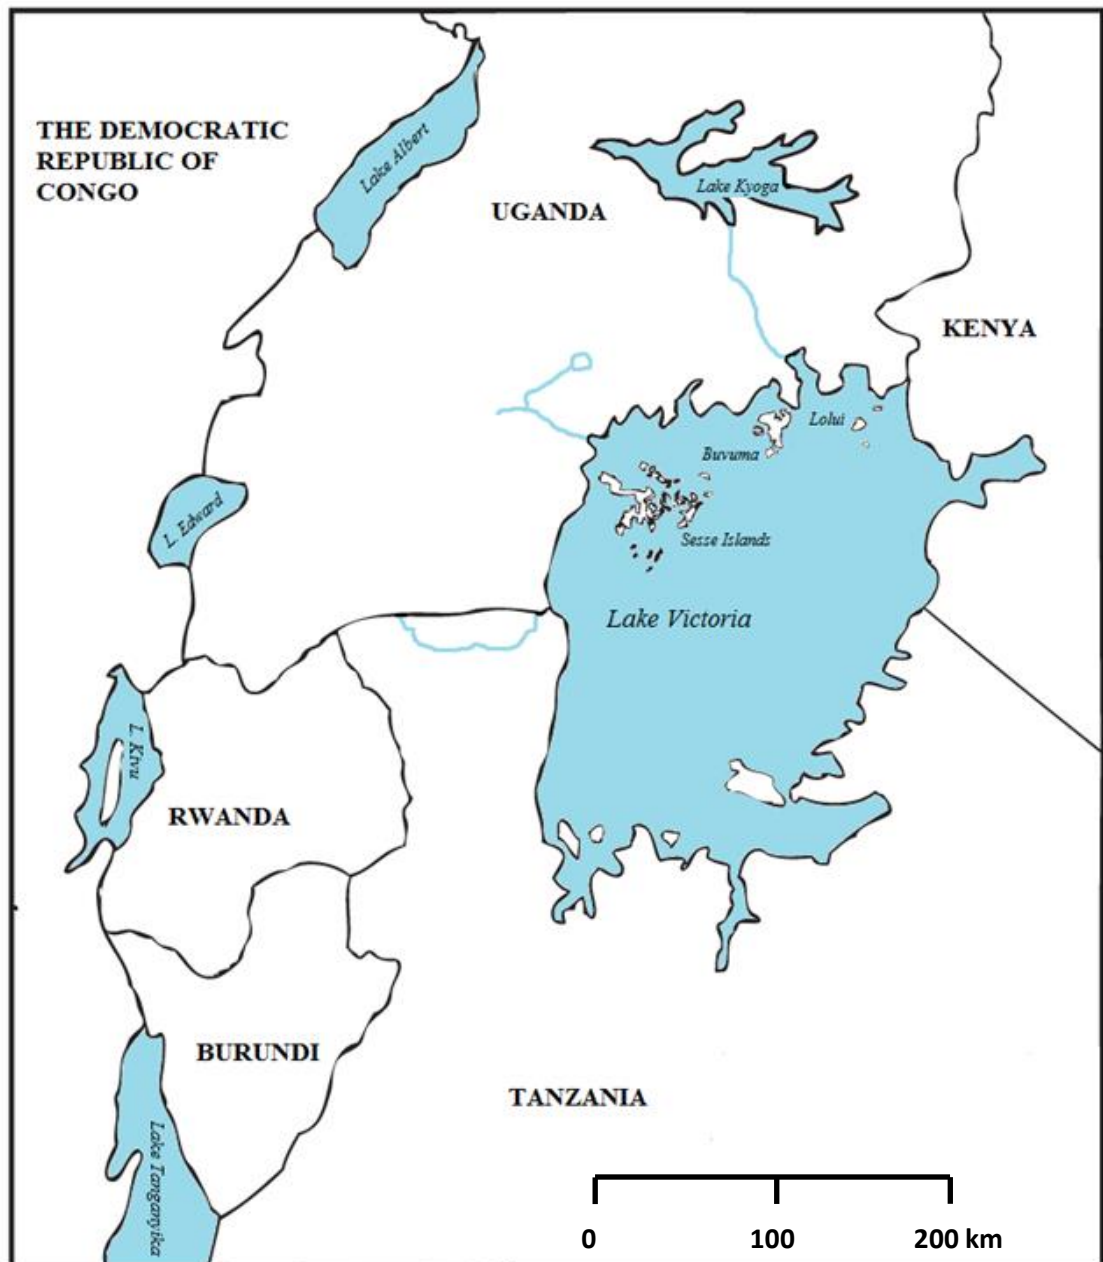 THE DEMOCRATIC
REPUBLIC OF
CONGO
Lake Albert
Lake Kyoga
UGANDA
KENYA
Lolui
Buvuma
L. Edward
Sesse Islands
Lake Victoria
L. Kivu
RWANDA
BURUNDI
TANZANIA
Lake Tanganyika
0 100 200 km